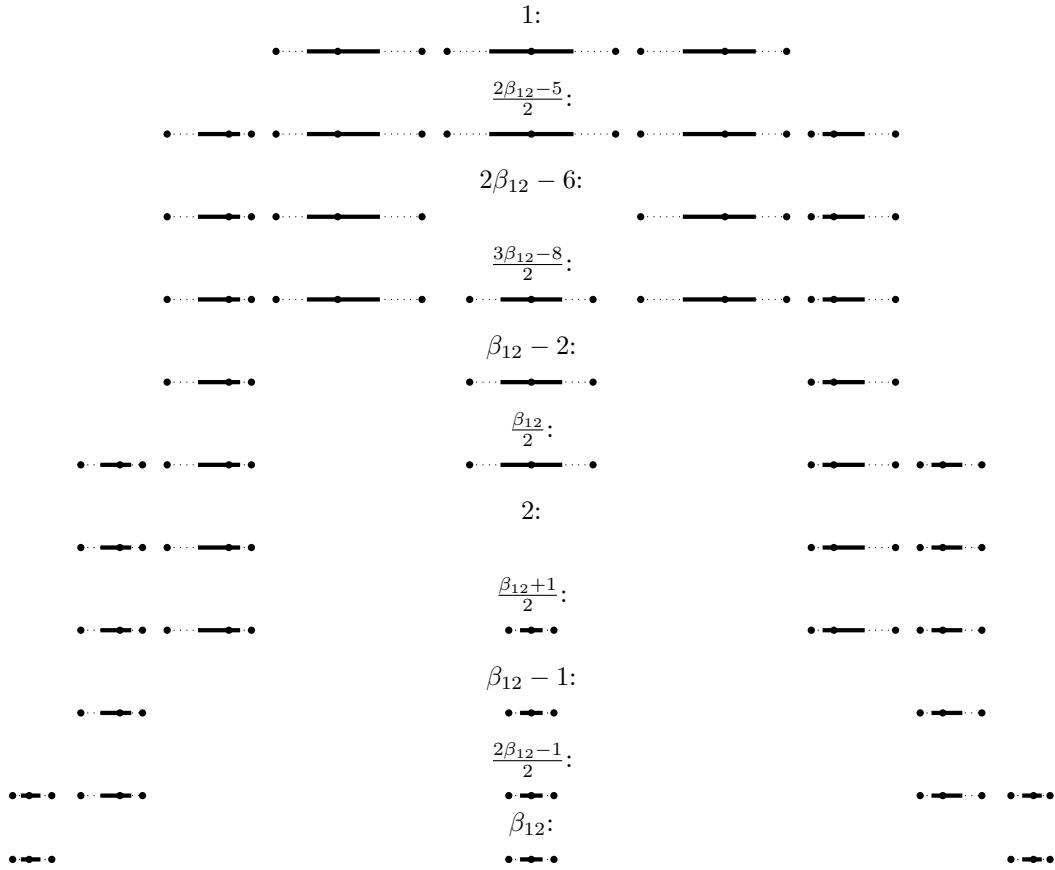 1:
\frac{2\beta_{12}-5}{2}:
2\beta_{12} − 6:
\frac{3\beta_{12}-8}{2}:
\beta_{12} − 2:
\frac{\beta_{12}}{2}:
2:
\frac{\beta_{12}+1}{2}:
\beta_{12} − 1:
\frac{2\beta_{12}-1}{2}:
\beta_{12}: